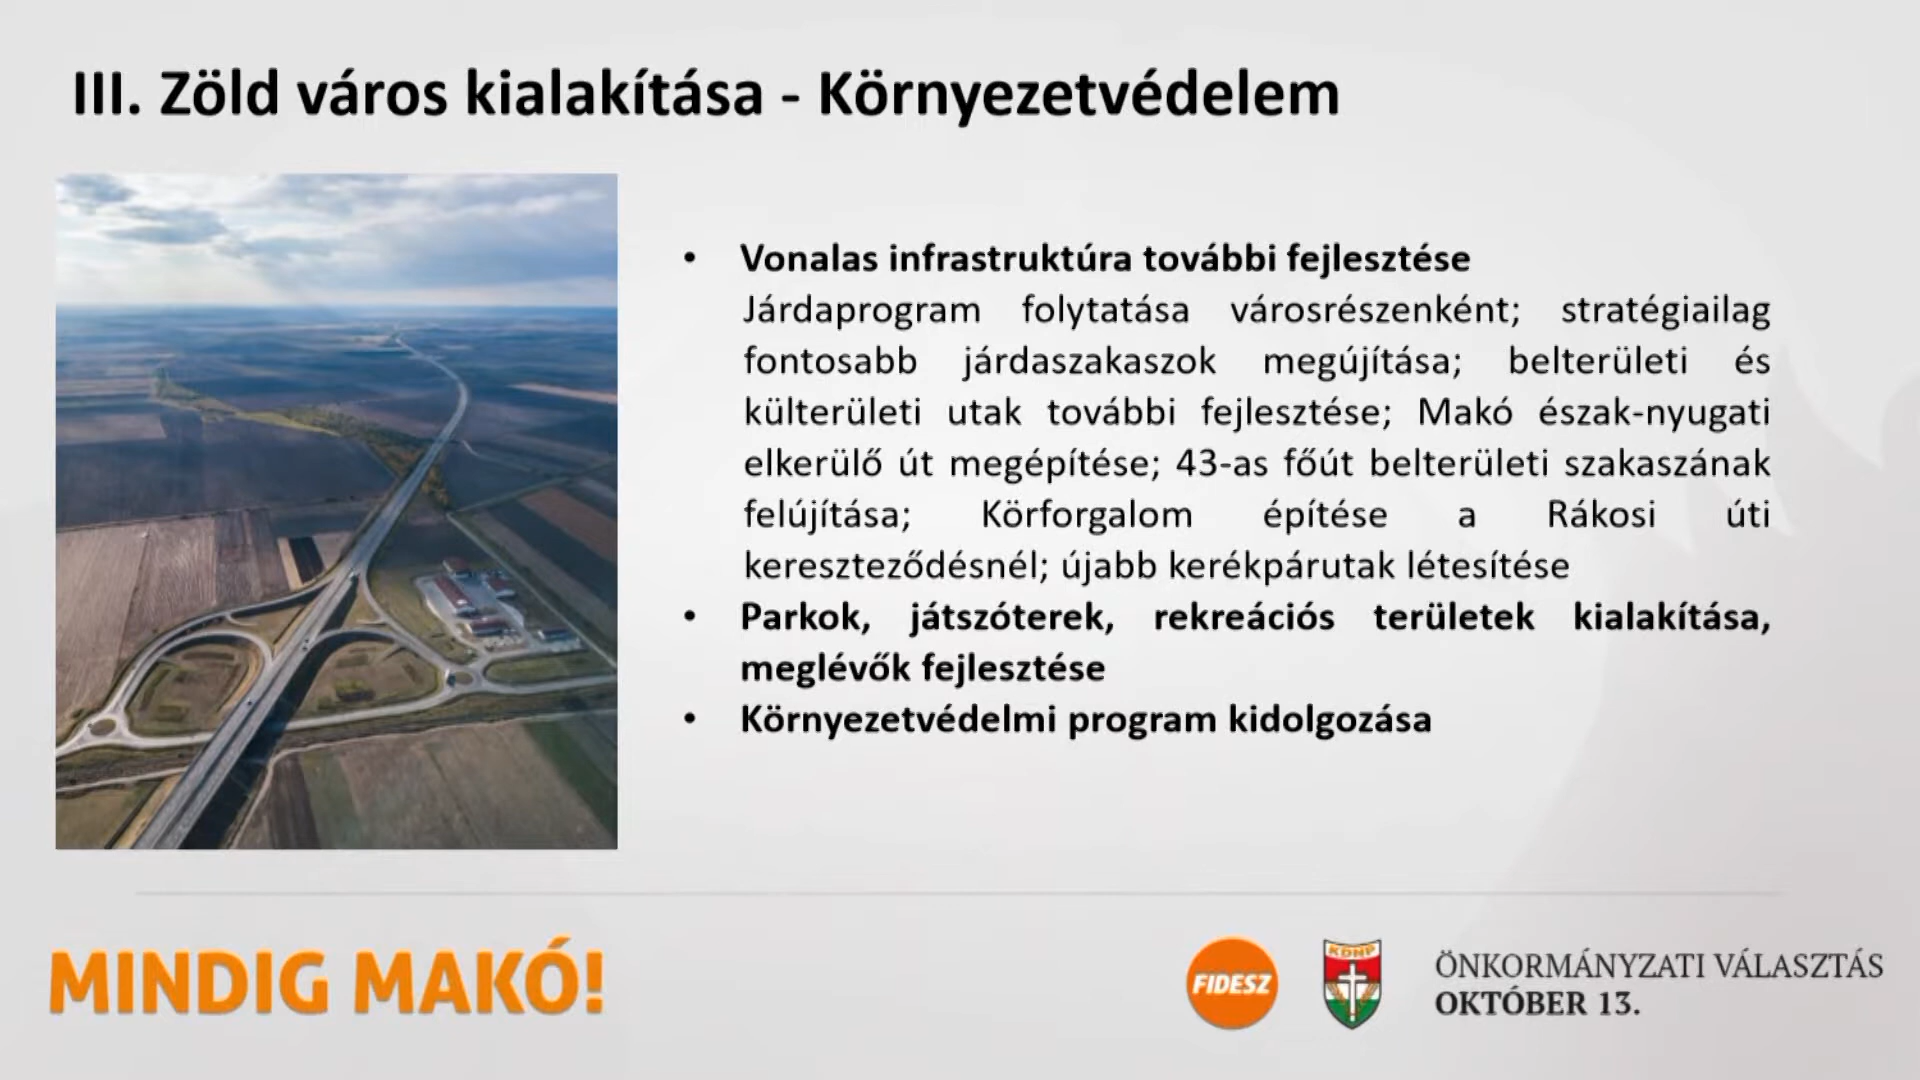 III. Zöld város kialakítása - Környezetvédelem
• Vonalas infrastruktúra további fejlesztése
Járdaprogram folytatása városrészenként; stratégiailag
fontosabb járdaszakaszok megújítása; belterületi és
külterületi utak további fejlesztése; Makó észak-nyugati
elkerülő út megépítése; 43-as főút belterületi szakaszának
felújítása; Körforgalom építése a Rákosi úti
kereszteződésnél; újabb kerékpárutak létesítése
• Parkok, játszóterek, rekreációs területek kialakítása,
meglévők fejlesztése
• Környezetvédelmi program kidolgozása
MINDIG MAKÓ!
FIDESZ
KDNP
ÖNKORMÁNYZATI VÁLASZTÁS
OKTÓBER 13.